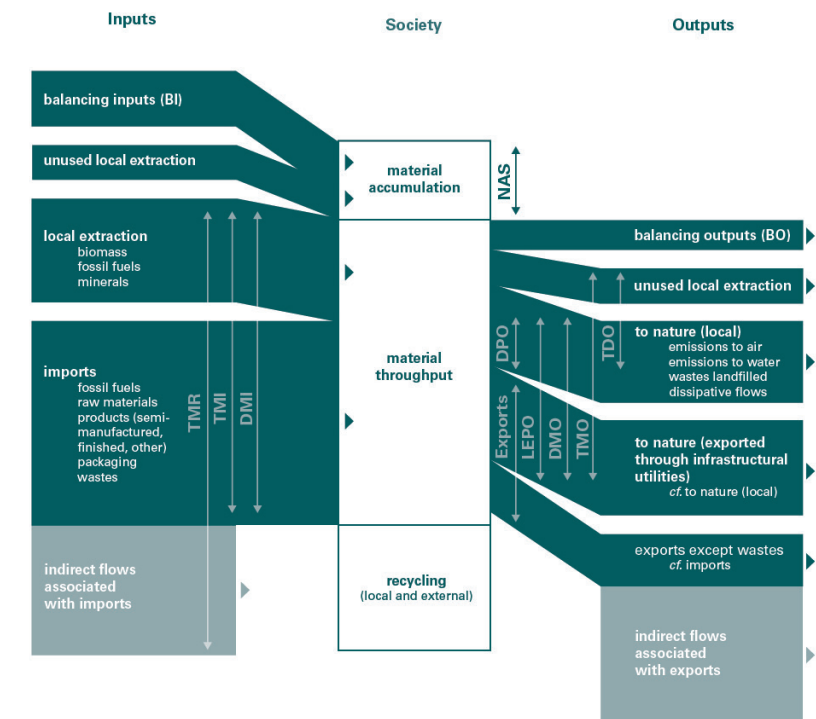 Inputs
Society
Outputs
balancing inputs (BI)
unused local extraction
local extraction
biomass
fossil fuels
minerals
imports
fossil fuels
raw materials
products (semi-
manufactured,
finished, other)
packaging
wastes
indirect flows
associated
with imports
TMR
TMI
DMI
material
accumulation
material
throughput
recycling
(local and external)
NAS
DPO
Exports
LEPO
DMO
TMO
TDO
balancing outputs (BO)
unused local extraction
to nature (local)
emissions to air
emissions to water
wastes landfilled
dissipative flows
to nature (exported
through infrastructural
utilities)
cf. to nature (local)
exports except wastes
cf. imports
indirect flows
associated
with exports